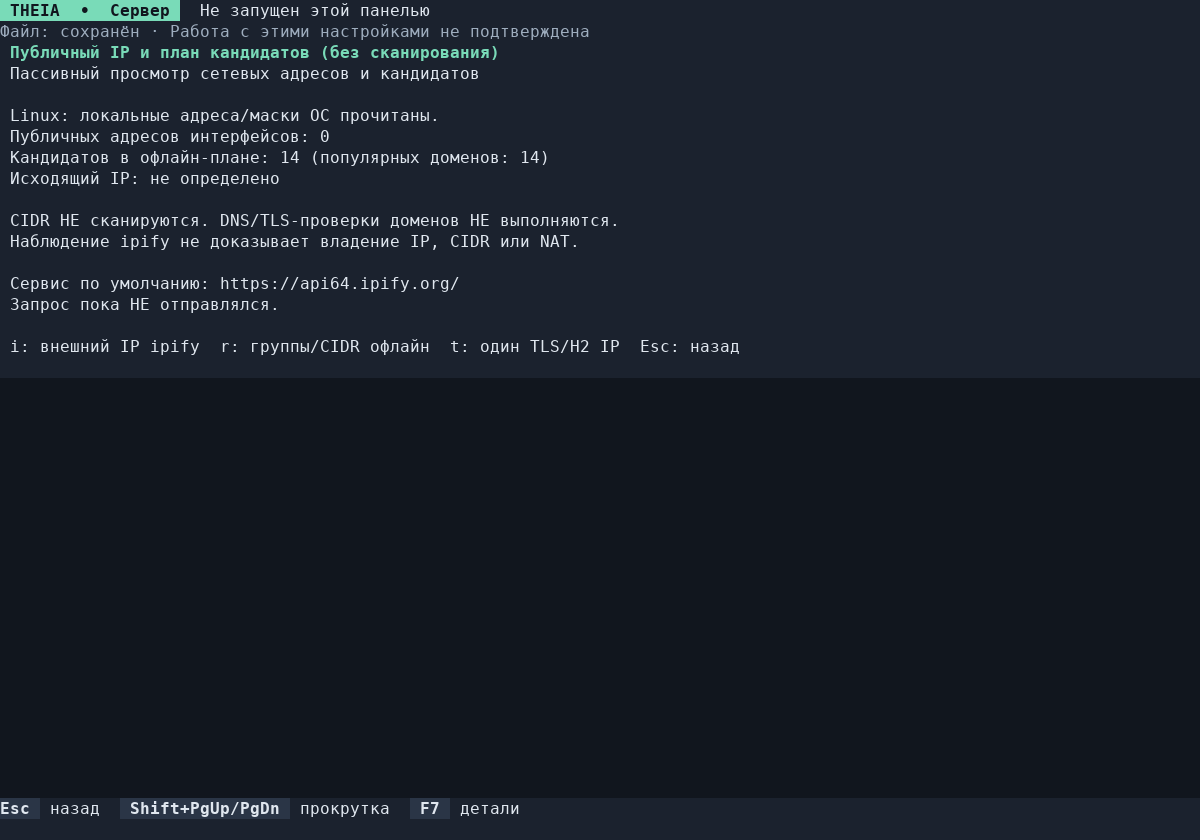 THEIA • Сервер Не запущен этой панелью
Файл: сохранён · Работа с этими настройками не подтверждена
Публичный IP и план кандидатов (без сканирования)
Пассивный просмотр сетевых адресов и кандидатов
Linux: локальные адреса/маски ОС прочитаны.
Публичных адресов интерфейсов: 0
Кандидатов в офлайн-плане: 14 (популярных доменов: 14)
Исходящий IP: не определено
CIDR НЕ сканируются. DNS/TLS-проверки доменов НЕ выполняются.
Наблюдение ipify не доказывает владение IP, CIDR или NAT.
Сервис по умолчанию: https://api64.ipify.org/
Запрос пока НЕ отправлялся.
i: внешний IP ipify r: группы/CIDR офлайн t: один TLS/H2 IP Esc: назад
Esc назад Shift+PgUp/PgDn прокрутка F7 детали